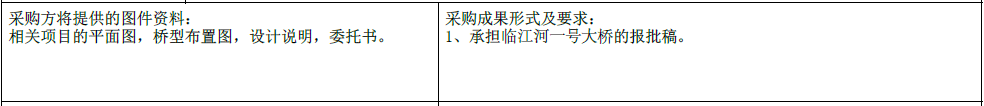 采购方将提供的图件资料：
相关项目的平面图，桥型布置图，设计说明，委托书。
采购成果形式及要求：
1、承担临江河一号大桥的报批稿。